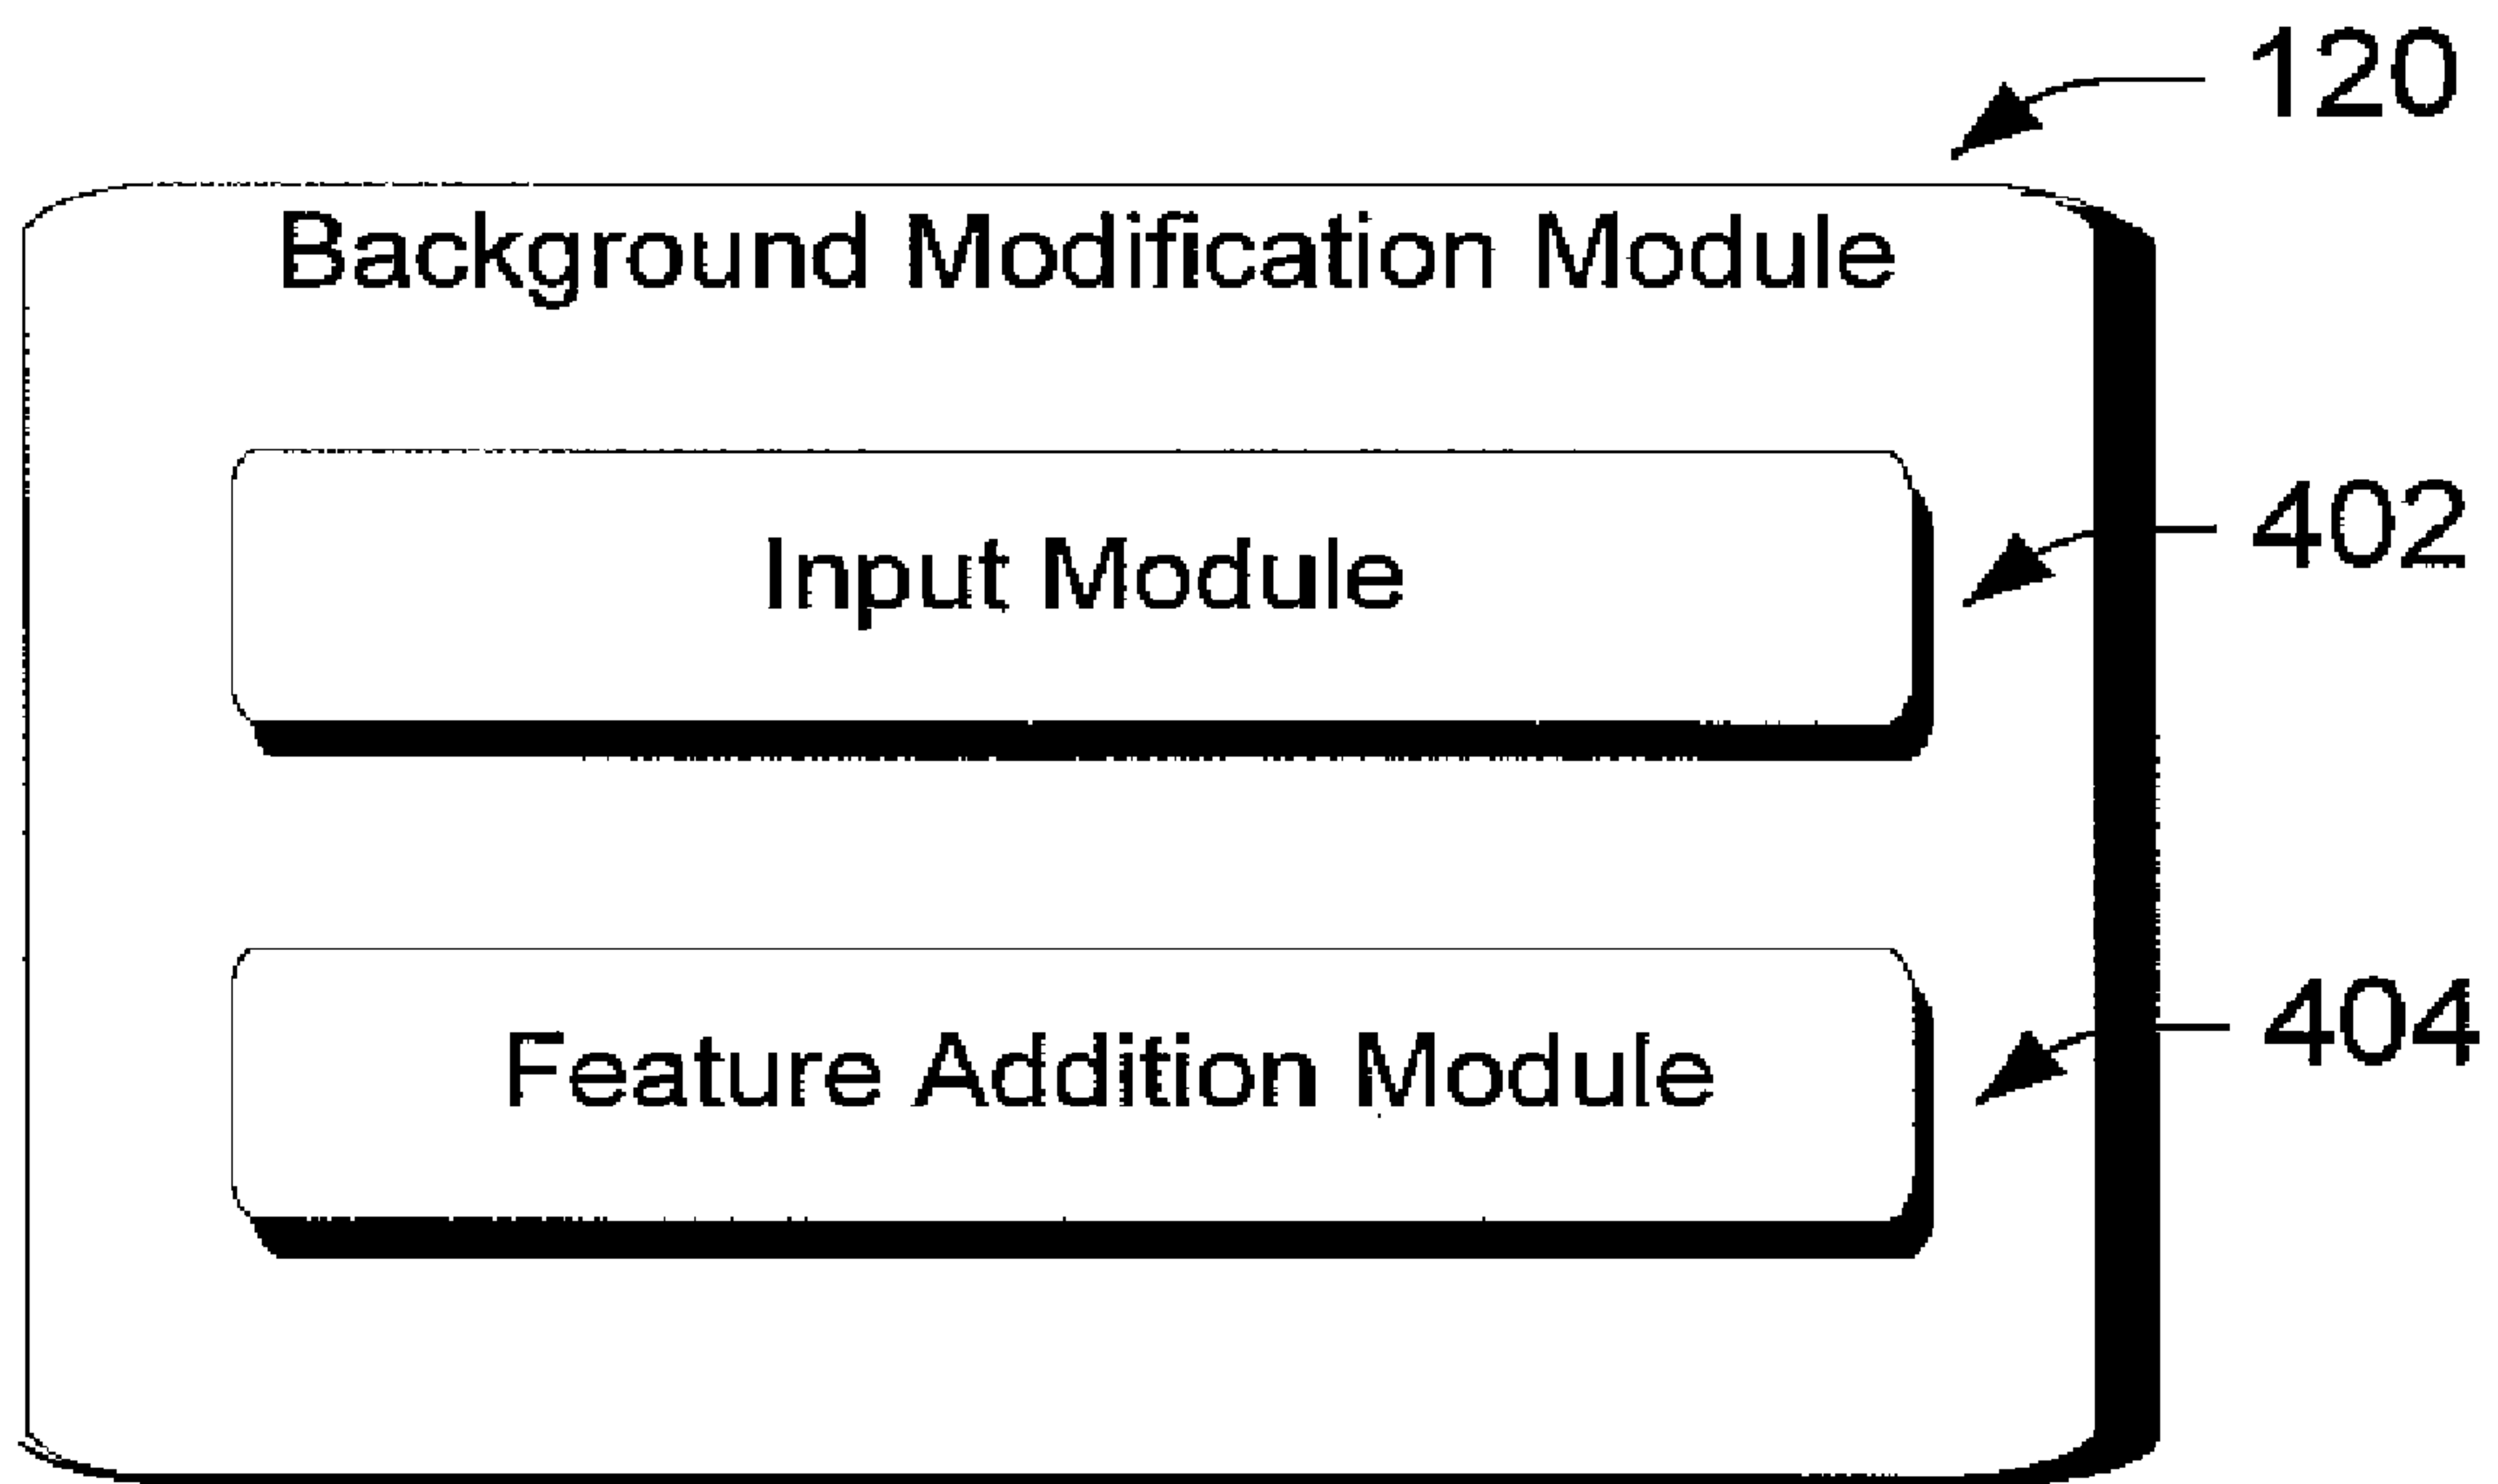 120
Background Modification Module
Input Module
402
Feature Addition Module
404